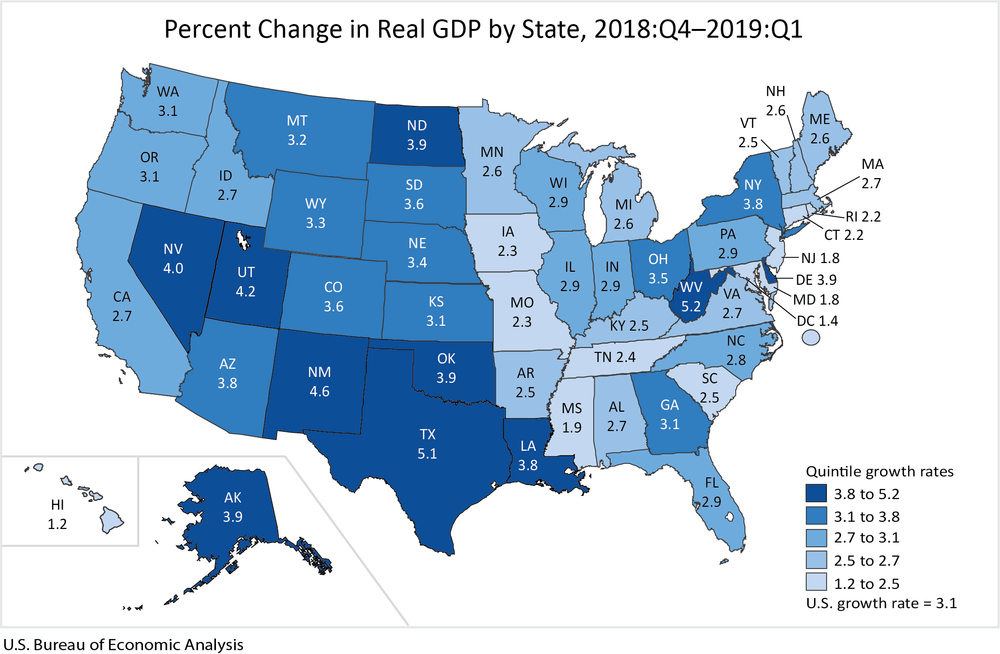 Percent Change in Real GDP by State, 2018:Q4–2019:Q1
WA
3.1
MT
3.2
ND
3.9
MN
2.6
NH
2.6
VT
2.5
ME
2.6
OR
3.1
ID
2.7
WY
3.3
SD
3.6
WI
2.9
MI
2.6
NY
3.8
MA
2.7
RI 2.2
CT 2.2
NV
4.0
UT
4.2
NE
3.4
IA
2.3
IL
2.9
IN
2.9
OH
3.5
PA
2.9
NJ 1.8
DE 3.9
MD 1.8
DC 1.4
CA
2.7
CO
3.6
KS
3.1
MO
2.3
KY 2.5
WV
5.2
VA
2.7
AZ
3.8
NM
4.6
OK
3.9
AR
2.5
TN 2.4
NC
2.8
SC
2.5
TX
5.1
LA
3.8
MS
1.9
AL
2.7
GA
3.1
FL
2.9
HI
1.2
AK
3.9
Quintile growth rates
3.8 to 5.2
3.1 to 3.8
2.7 to 3.1
2.5 to 2.7
1.2 to 2.5
U.S. growth rate = 3.1
U.S. Bureau of Economic Analysis